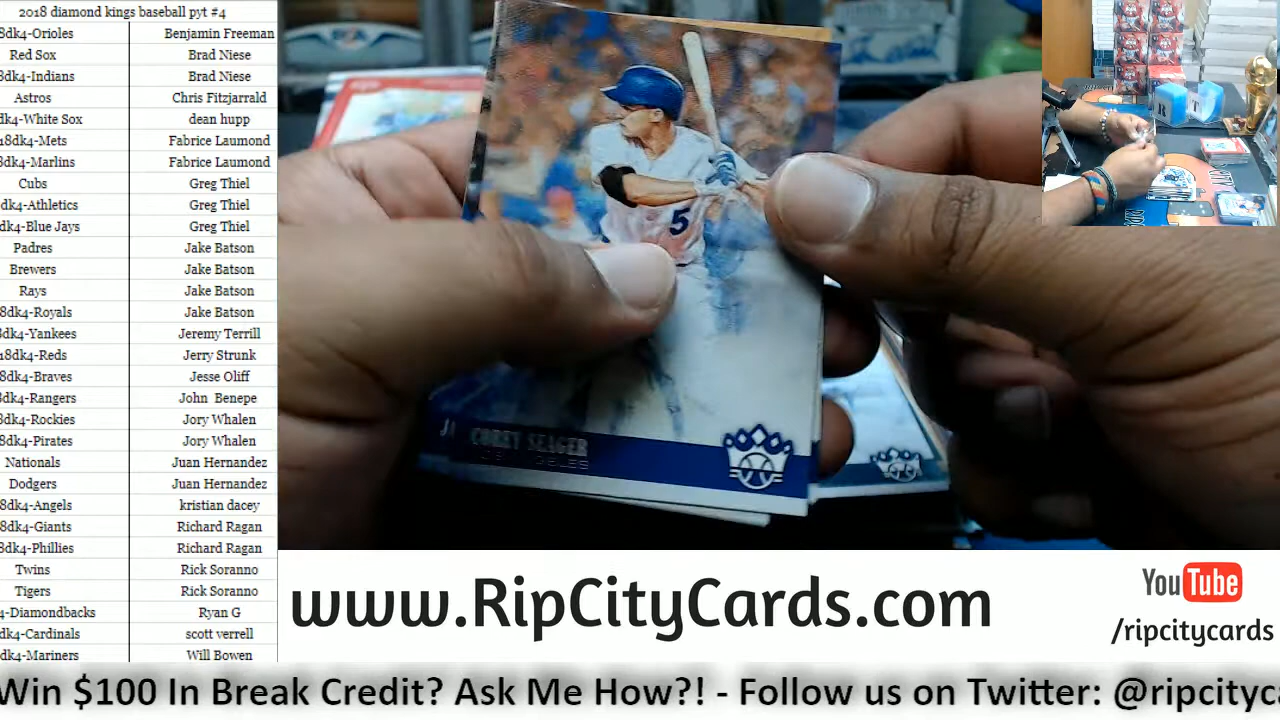 2018 diamond kings baseball pyt #4
8dk4-Orioles Benjamin Freeman
Red Sox Brad Niese
8dk4-Indians Brad Niese
Astros Chris Fitzjarrald
dk4-White Sox dean hupp
18dk4-Mets Fabrice Laumond
8dk4-Marlins Fabrice Laumond
Cubs Greg Thiel
dk4-Athletics Greg Thiel
dk4-Blue Jays Greg Thiel
Padres Jake Batson
Brewers Jake Batson
Rays Jake Batson
8dk4-Royals Jake Batson
8dk4-Yankees Jeremy Terrill
18dk4-Reds Jerry Strunk
8dk4-Braves Jesse Oliff
8dk4-Rangers John Benepe
8dk4-Rockies Jory Whalen
8dk4-Pirates Jory Whalen
Nationals Juan Hernandez
Dodgers Juan Hernandez
8dk4-Angels kristian dacey
8dk4-Giants Richard Ragan
8dk4-Phillies Richard Ragan
Twins Rick Soranno
Tigers Rick Soranno
4-Diamondbacks Ryan G
dk4-Cardinals scott verrell
dk4-Mariners Will Bowen
5
COREY SEAGER
LOS ANGELES
www.RipCityCards.com
YouTube
/ripcitycards
Win $100 In Break Credit? Ask Me How?! - Follow us on Twitter: @ripcityca